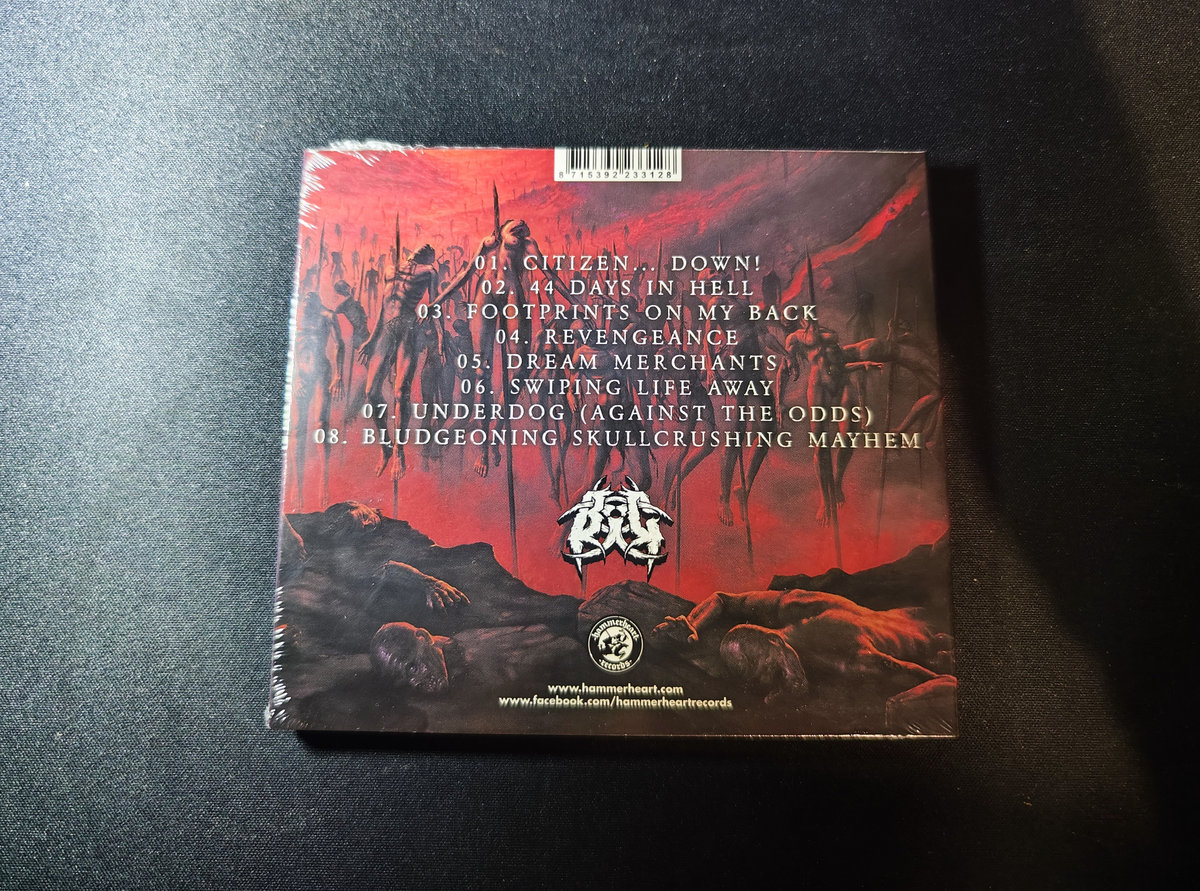 8 715392 233128
01. CITIZEN... DOWN!
02. 44 DAYS IN HELL
03. FOOTPRINTS ON MY BACK
04. REVENGEANCE
05. DREAM MERCHANTS
06. SWIPING LIFE AWAY
07. UNDERDOG (AGAINST THE ODDS)
08. BLUDGEONING SKULLCRUSHING MAYHEM
hammerheart
·records·
www.hammerheart.com
www.facebook.com/hammerheartrecords